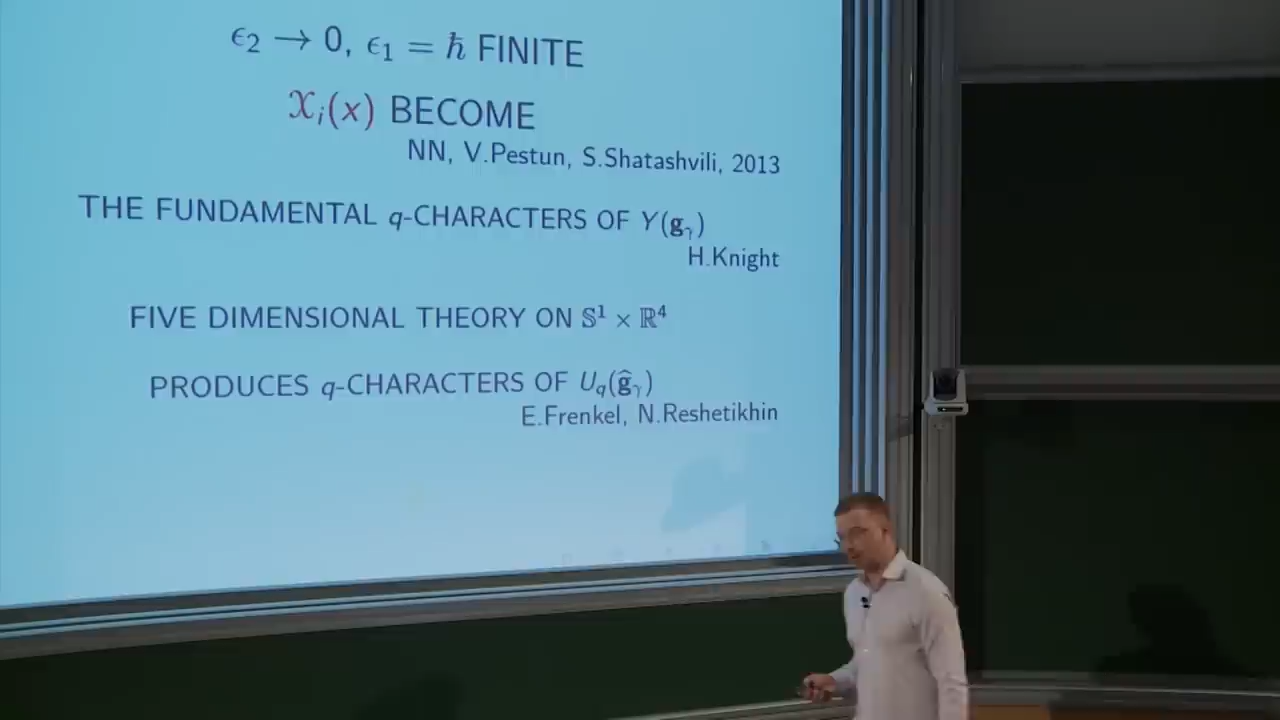 ϵ₂ → 0, ϵ₁ = ℏ FINITE
𝒳ᵢ(x) BECOME
NN, V.Pestun, S.Shatashvili, 2013
THE FUNDAMENTAL q-CHARACTERS OF Y(𝐠ᵧ)
H.Knight
FIVE DIMENSIONAL THEORY ON 𝕊¹ × ℝ⁴
PRODUCES q-CHARACTERS OF U_q(𝐠̂ᵧ)
E.Frenkel, N.Reshetikhin